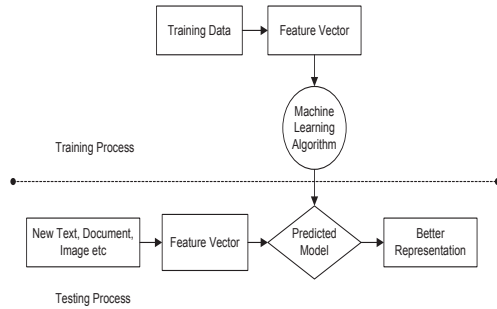 Training Data
Feature Vector
Machine
Learning
Algorithm
Training Process
New Text, Document,
Image etc
Feature Vector
Predicted
Model
Better
Representation
Testing Process